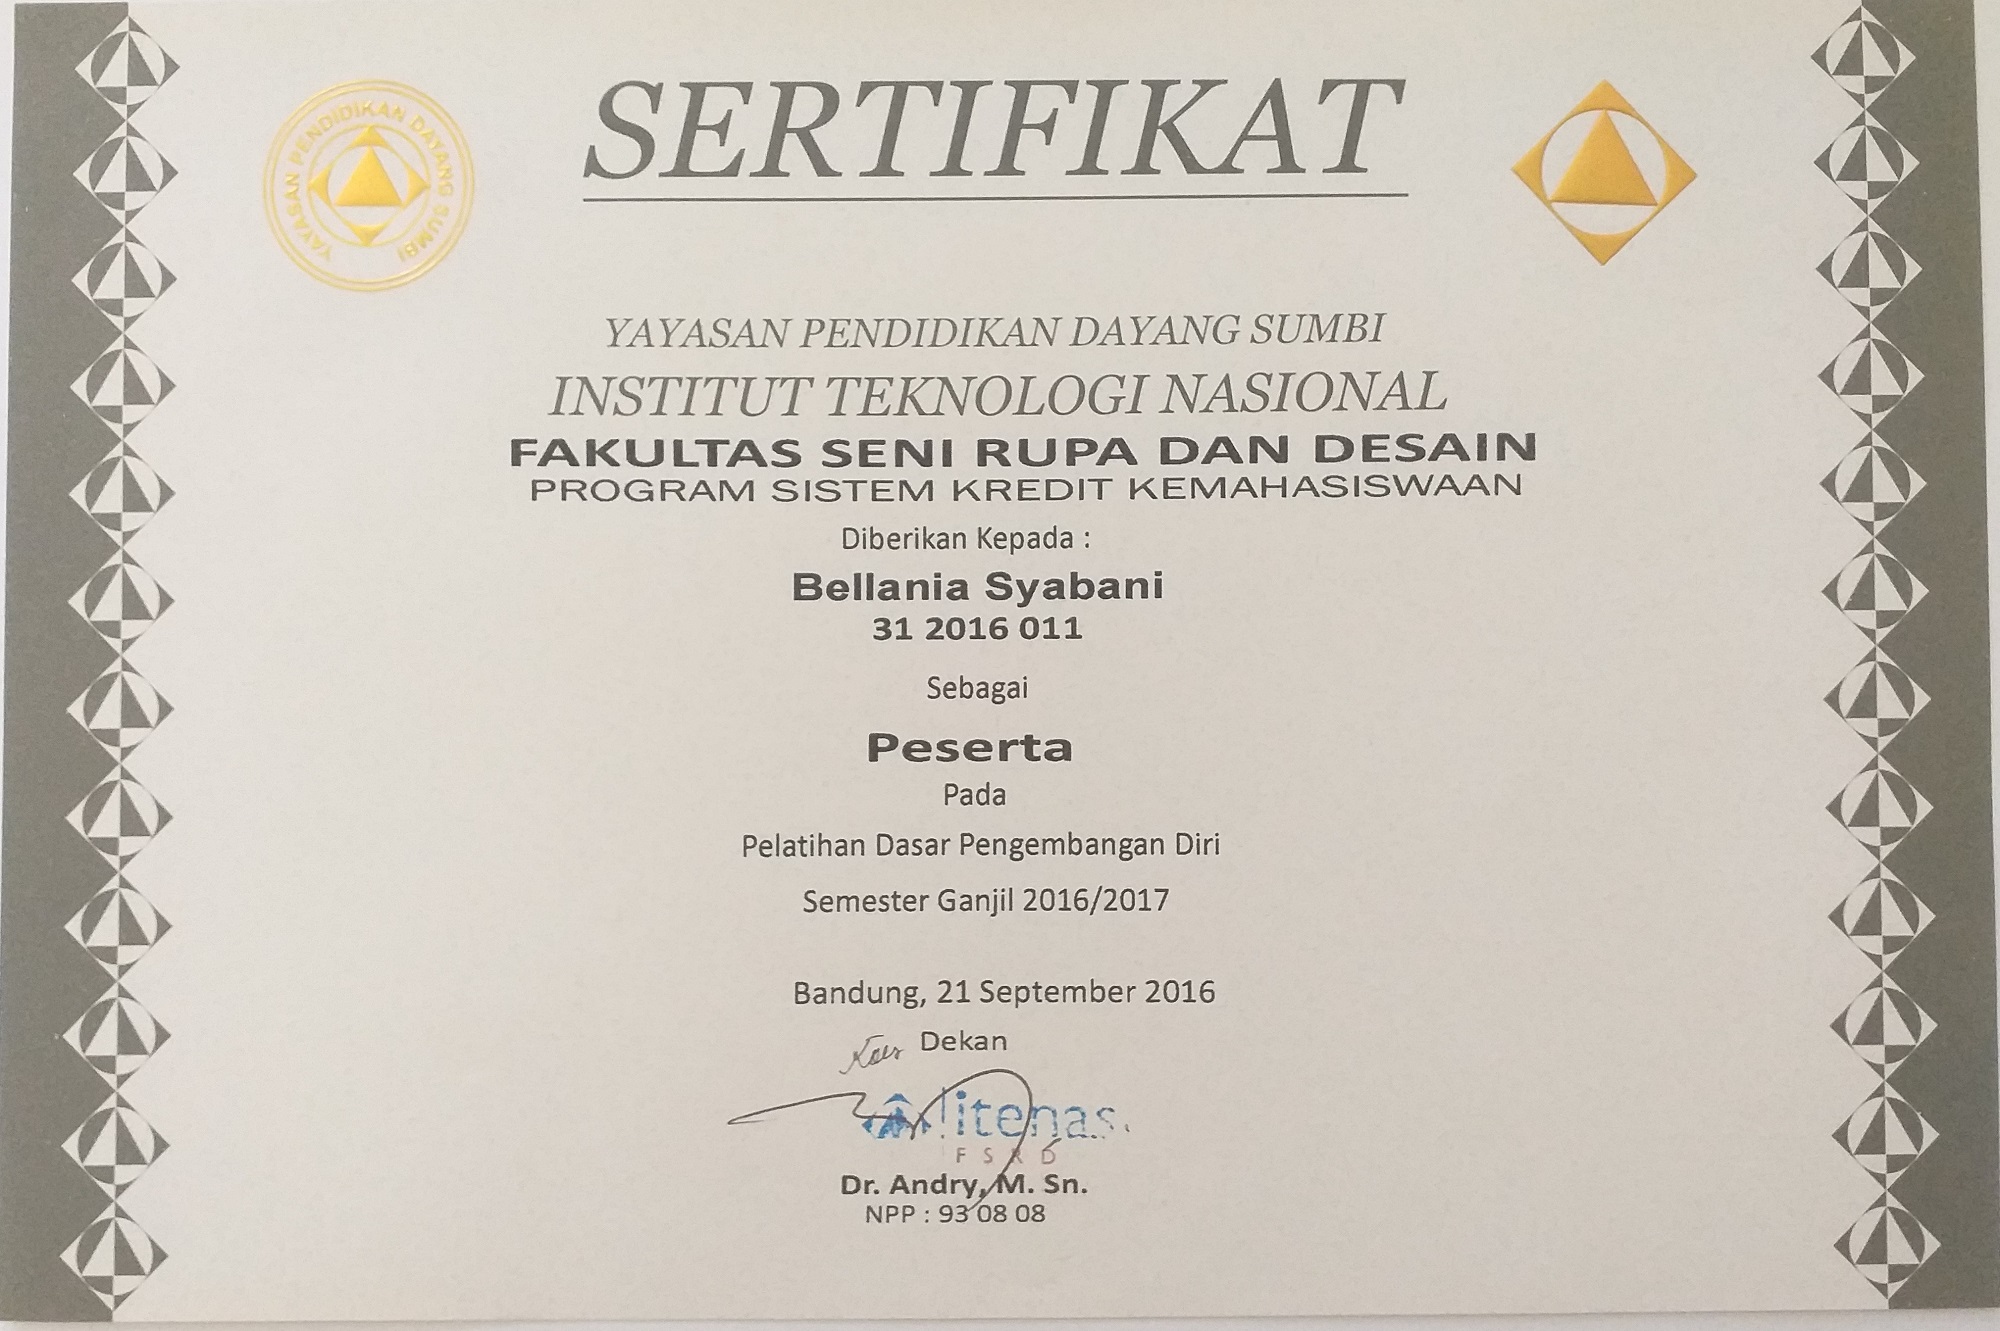 SERTIFIKAT
YAYASAN PENDIDIKAN DAYANG SUMBI
YAYASAN PENDIDIKAN DAYANG SUMBI
INSTITUT TEKNOLOGI NASIONAL
FAKULTAS SENI RUPA DAN DESAIN
PROGRAM SISTEM KREDIT KEMAHASISWAAN
Diberikan Kepada :
Bellania Syabani
31 2016 011
Sebagai
Peserta
Pada
Pelatihan Dasar Pengembangan Diri
Semester Ganjil 2016/2017
Bandung, 21 September 2016
Dekan
itenas
F S R D
Dr. Andry, M. Sn.
NPP : 93 08 08